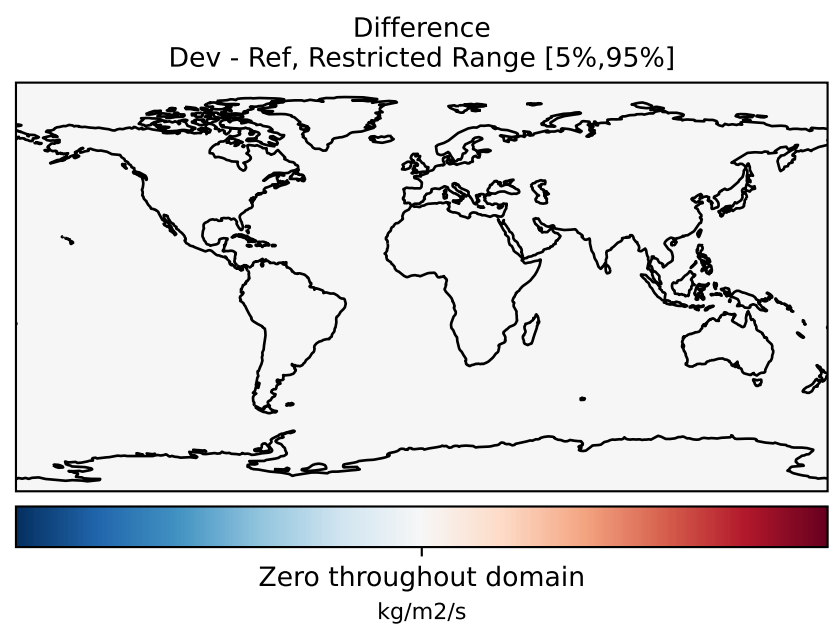 Difference
Dev - Ref, Restricted Range [5%,95%]
Zero throughout domain
kg/m2/s